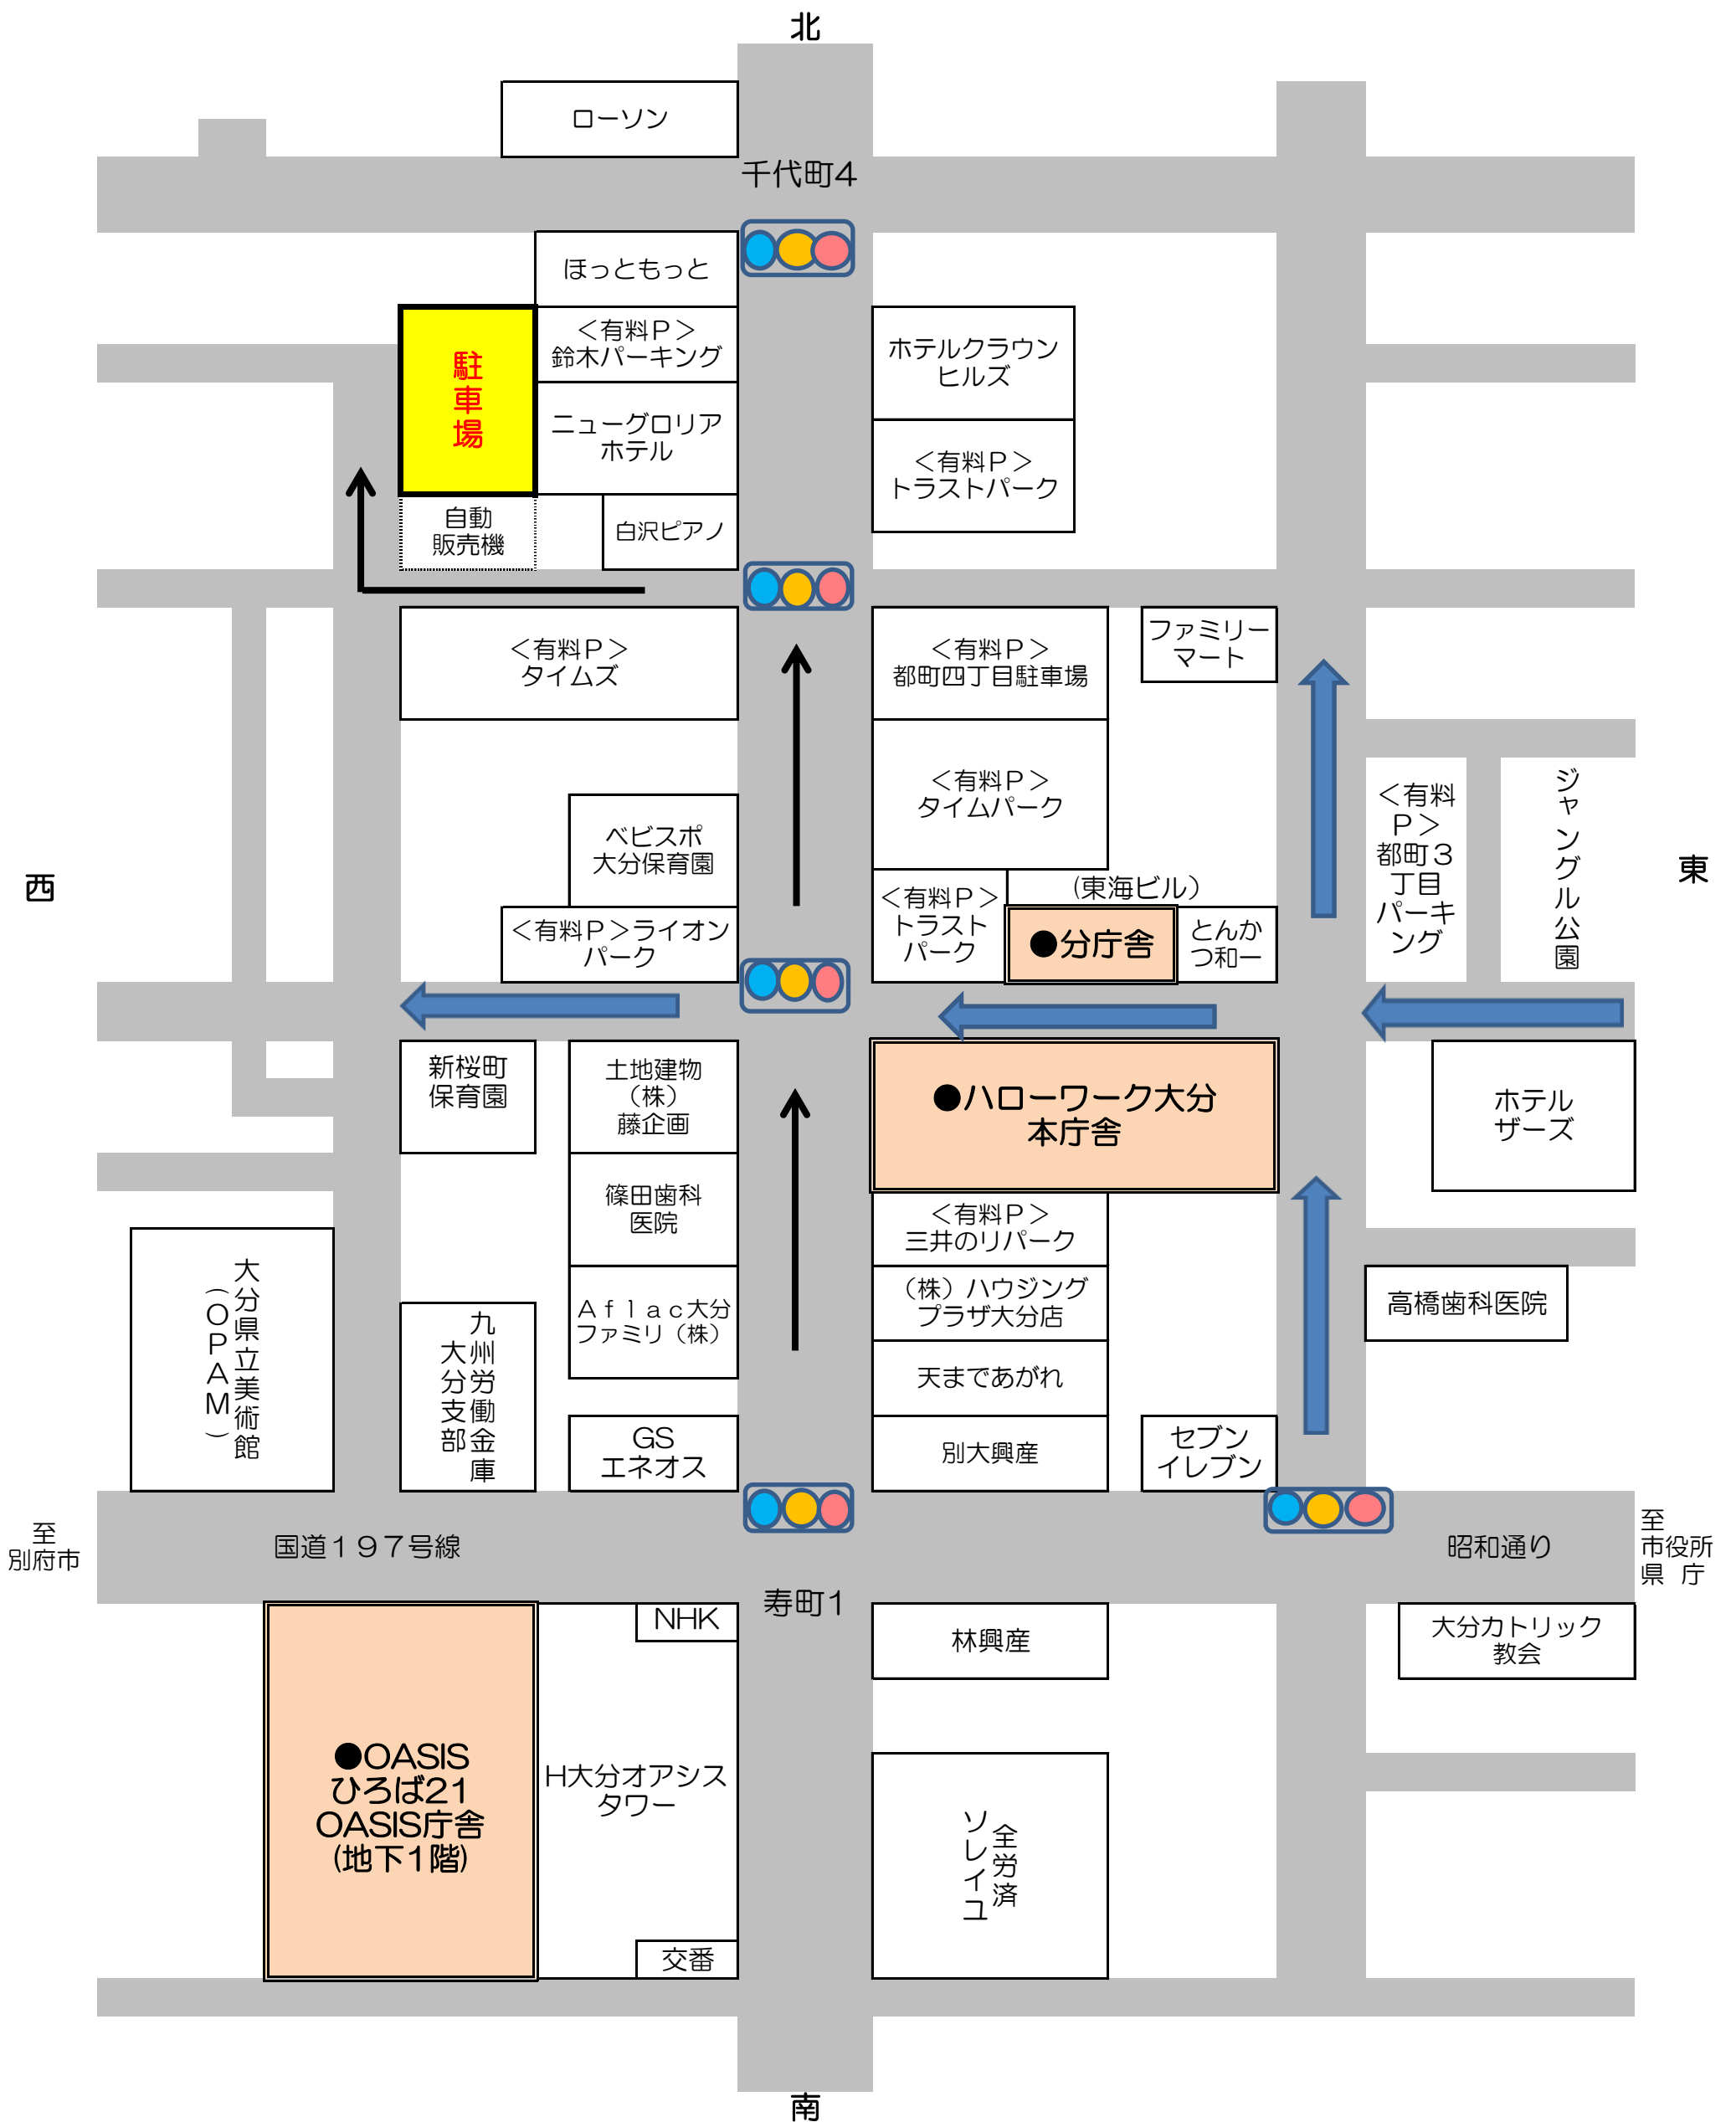 北
ローソン
千代町4
ほっともっと
＜有料Ｐ＞
鈴木パーキング
駐車場
ニューグロリア
ホテル
ホテルクラウン
ヒルズ
＜有料Ｐ＞
トラストパーク
自動
販売機
白沢ピアノ
＜有料Ｐ＞
タイムズ
＜有料Ｐ＞
都町四丁目駐車場
ファミリー
マート
＜有料Ｐ＞
タイムパーク
ベビスポ
大分保育園
＜有料Ｐ＞ライオン
パーク
＜有料Ｐ＞
トラスト
パーク
（東海ビル）
●分庁舎
とんか
つ和一
＜有料
Ｐ＞
都町３
丁目
パーキ
ング
ジャングル公園
西
東
新桜町
保育園
土地建物
（株）
藤企画
●ハローワーク大分
本庁舎
ホテル
ザーズ
篠田歯科
医院
＜有料Ｐ＞
三井のリパーク
大分県立美術館
（ＯＰＡＭ）
九州労働金庫
大分支部
Ａｆｌａｃ大分
ファミリ（株）
（株）ハウジング
プラザ大分店
高橋歯科医院
天まであがれ
GS
エネオス
別大興産
セブン
イレブン
至
別府市
国道１９７号線
昭和通り
至
市役所
県　庁
寿町1
NHK
林興産
大分カトリック
教会
●OASIS
ひろば21
OASIS庁舎
(地下１階)
H大分オアシス
タワー
全労済
ソレイユ
交番
南